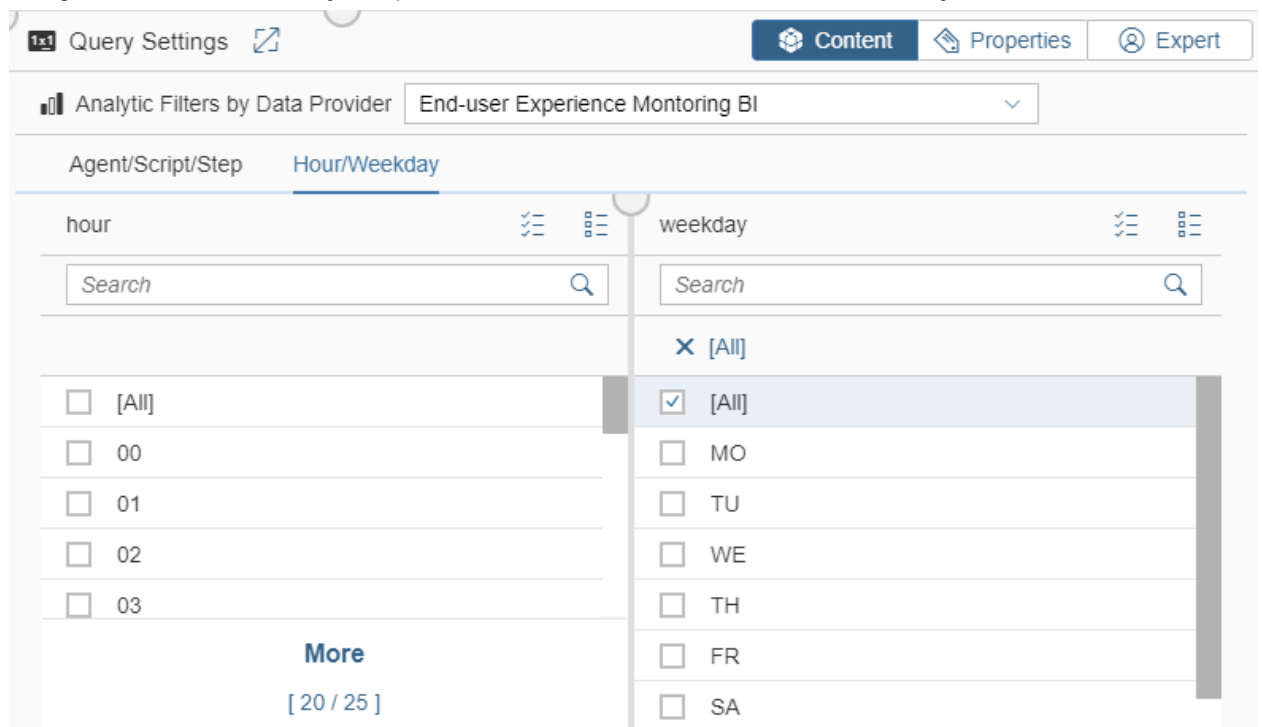 1x1 Query Settings Content Properties Expert
Analytic Filters by Data Provider End-user Experience Montoring BI
Agent/Script/Step Hour/Weekday
hour weekday
Search Search
[All]
[All] [All]
00 MO
01 TU
02 WE
03 TH
More FR
[ 20 / 25 ] SA